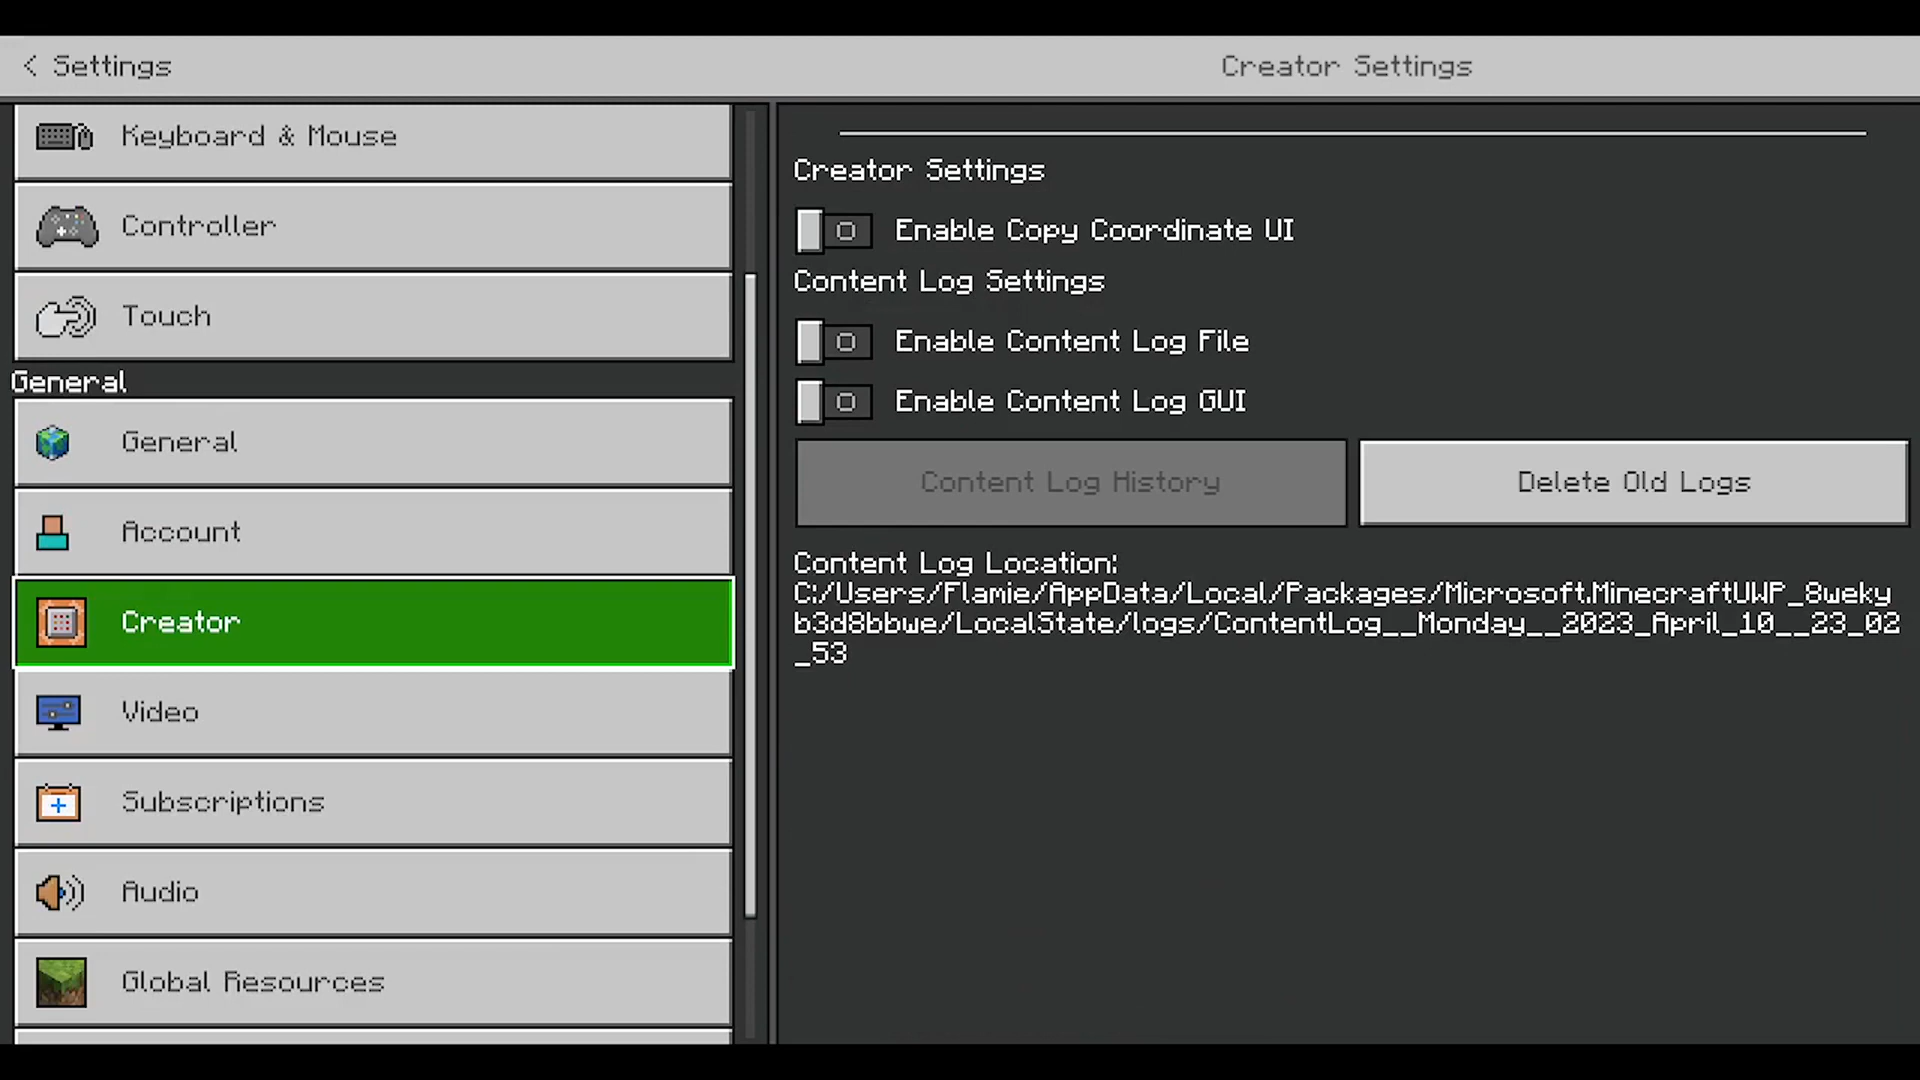 < Settings
Creator Settings
Keyboard & Mouse
Controller
Touch
General
General
Account
Creator
Video
Subscriptions
Audio
Global Resources
Creator Settings
Enable Copy Coordinate UI
Content Log Settings
Enable Content Log File
Enable Content Log GUI
Content Log History
Delete Old Logs
Content Log Location:
C:/Users/Flamie/AppData/Local/Packages/Microsoft.MinecraftUWP_8weky
b3d8bbwe/LocalState/logs/ContentLog__Monday__2023_April_10__23_02
_53